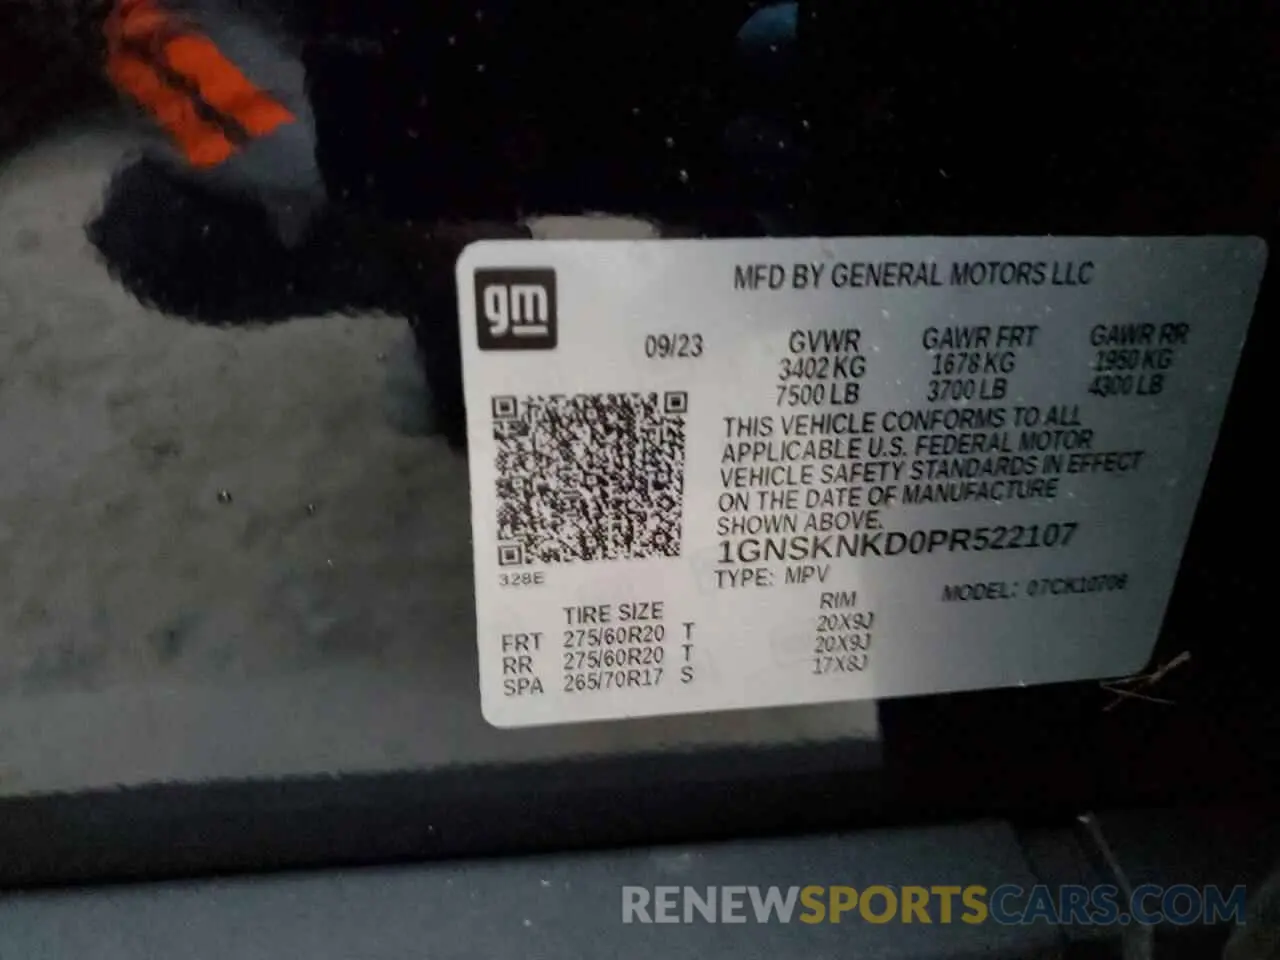 gm
MFD BY GENERAL MOTORS LLC
09/23
GVWR GAWR FRT GAWR RR
3402 KG 1678 KG 1950 KG
7500 LB 3700 LB 4300 LB
THIS VEHICLE CONFORMS TO ALL
APPLICABLE U.S. FEDERAL MOTOR
VEHICLE SAFETY STANDARDS IN EFFECT
ON THE DATE OF MANUFACTURE
SHOWN ABOVE.
1GNSKNKD0PR522107
328E
TYPE: MPV MODEL: 07CK10706
TIRE SIZE RIM
FRT 275/60R20 T 20X9J
RR 275/60R20 T 20X9J
SPA 265/70R17 S 17X8J
RENEWSPORTSCARS.COM